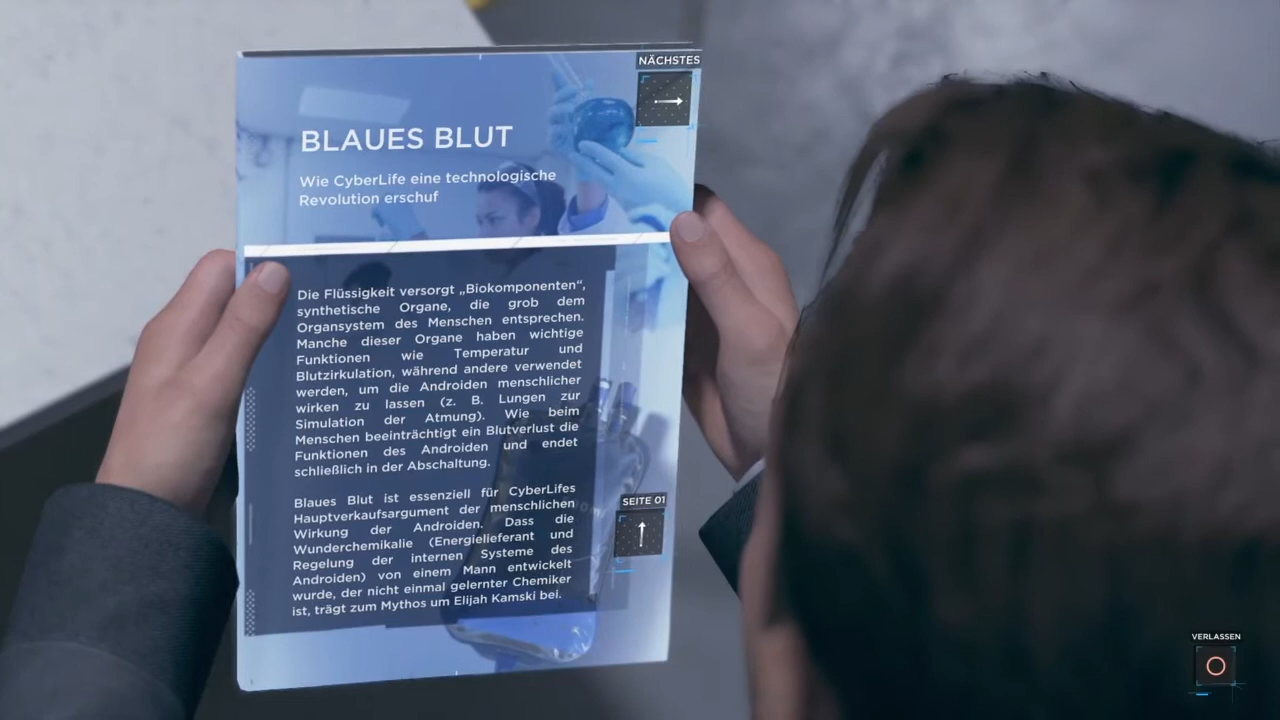 NÄCHSTES
BLAUES BLUT
Wie CyberLife eine technologische
Revolution erschuf
Die Flüssigkeit versorgt „Biokomponenten“,
synthetische Organe, die grob dem
Organsystem des Menschen entsprechen.
Manche dieser Organe haben wichtige
Funktionen wie Temperatur und
Blutzirkulation, während andere verwendet
werden, um die Androiden menschlicher
wirken zu lassen (z. B. Lungen zur
Simulation der Atmung). Wie beim
Menschen beeinträchtigt ein Blutverlust die
Funktionen des Androiden und endet
schließlich in der Abschaltung.
Blaues Blut ist essenziell für CyberLifes
Hauptverkaufsargument der menschlichen
Wirkung der Androiden. Dass die
Wunderchemikalie (Energielieferant und
Regelung der internen Systeme des
Androiden) von einem Mann entwickelt
wurde, der nicht einmal gelernter Chemiker
ist, trägt zum Mythos um Elijah Kamski bei.
SEITE 01
VERLASSEN